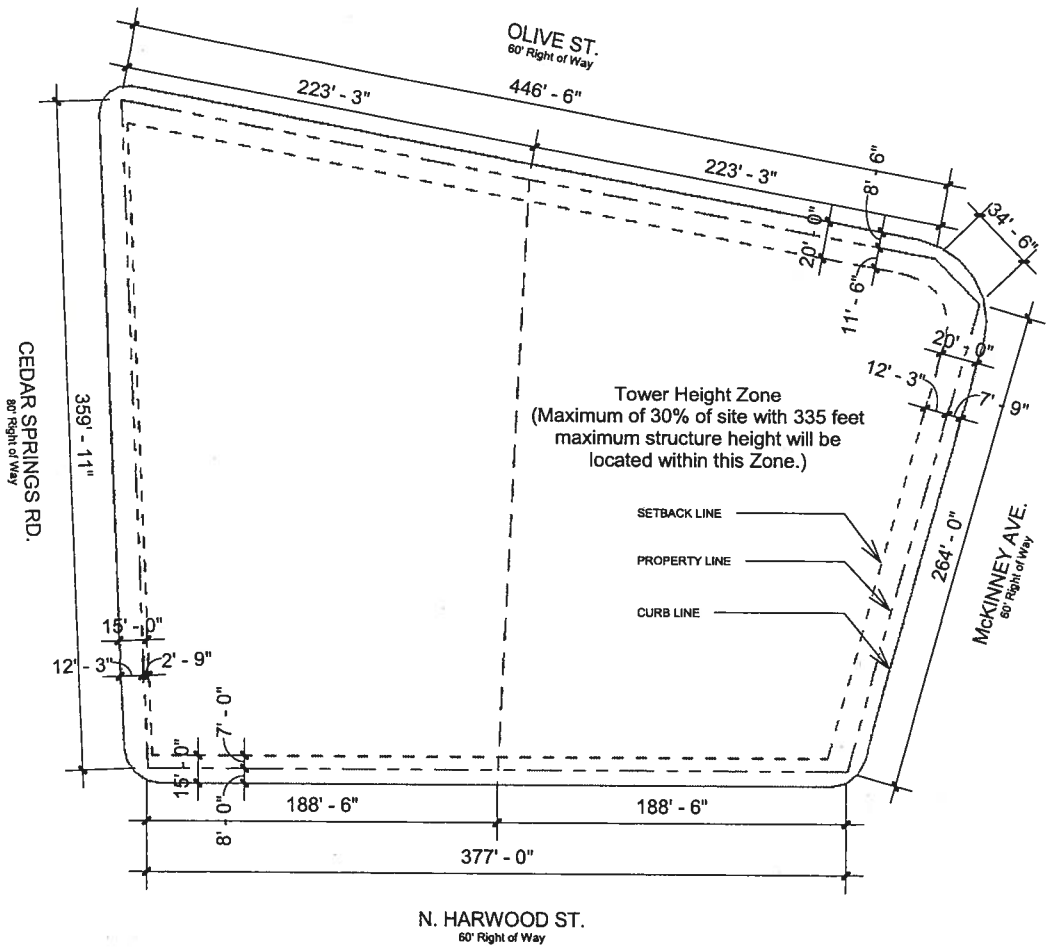 OLIVE ST.
60' Right of Way
446' - 6"
223' - 3"
223' - 3"
8' - 6"
34' - 6"
20' - 0"
11' - 6"
20' - 0"
12' - 3"
7' - 9"
CEDAR SPRINGS RD.
80' Right of Way
359' - 11"
Tower Height Zone
(Maximum of 30% of site with 335 feet
maximum structure height will be
located within this Zone.)
SETBACK LINE
PROPERTY LINE
CURB LINE
264' - 0"
McKINNEY AVE.
60' Right of Way
15' - 0"
12' - 3"
2' - 9"
7' - 0"
15' - 0"
8' - 0"
188' - 6"
188' - 6"
377' - 0"
N. HARWOOD ST.
60' Right of Way